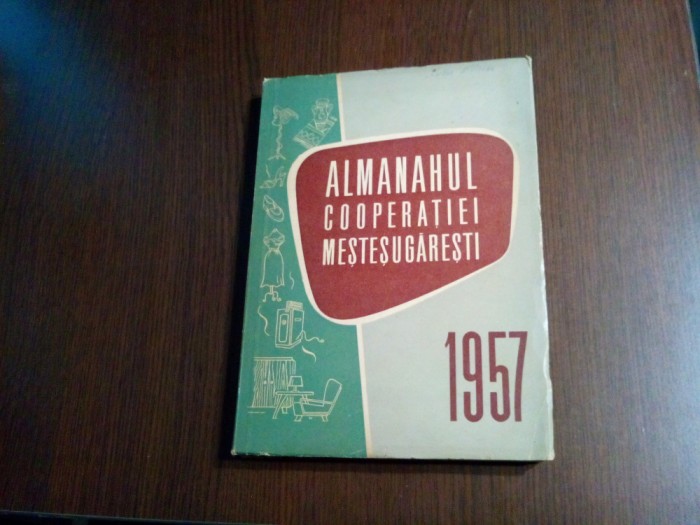 ALMANAHUL
COOPERAȚIEI
MEȘTEȘUGĂREȘTI
1957